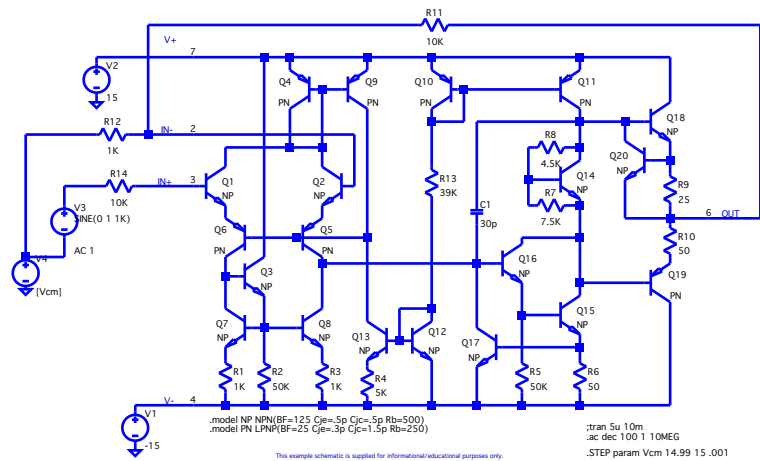 R11
10K
V+
7
V2
15
Q4
PN
Q9
PN
Q10
PN
Q11
PN
Q18
NP
R12
1K
IN-
2
R14
10K
IN+
3
V3
SINE(0 1 1K)
AC 1
V4
{Vcm}
Q1
NP
Q2
NP
R13
39K
R8
4.5K
Q14
NP
R7
7.5K
Q20
NP
R9
25
6
OUT
C1
30p
Q6
PN
Q5
PN
Q3
NP
Q16
NP
R10
50
Q19
PN
Q7
NP
Q8
NP
Q13
NP
Q12
NP
Q17
NP
Q15
NP
R1
1K
R2
50K
R3
1K
R4
5K
R5
50K
R6
50
V-
4
V1
-15
.model NP NPN(BF=125 Cje=.5p Cjc=.5p Rb=500)
.model PN LPNP(BF=25 Cje=.3p Cjc=1.5p Rb=250)
;tran 5u 10m
.ac dec 100 1 10MEG
.STEP param Vcm 14.99 15 .001
This example schematic is supplied for informational/educational purposes only.